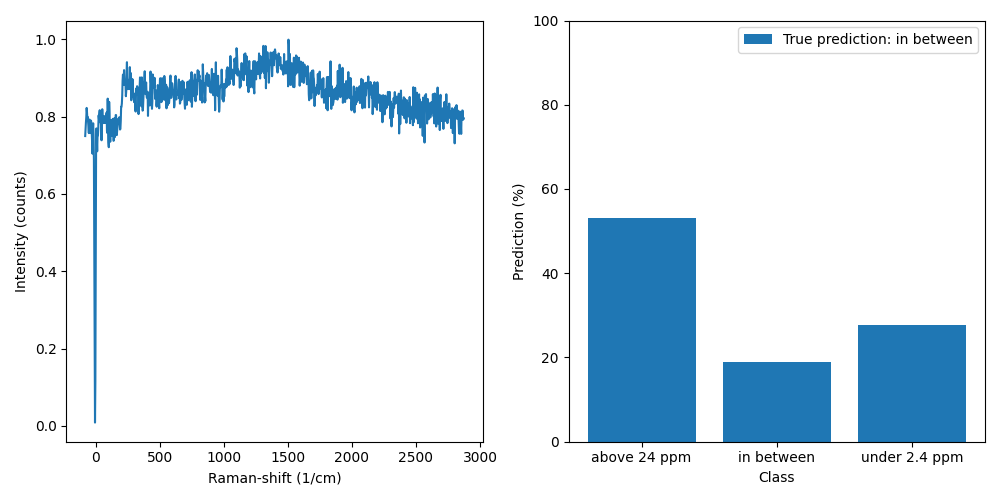 1.0
0.8
0.6
0.4
0.2
0.0
Intensity (counts)
0
500
1000
1500
2000
2500
3000
Raman-shift (1/cm)
100
80
60
40
20
0
Prediction (%)
True prediction: in between
above 24 ppm
in between
under 2.4 ppm
Class